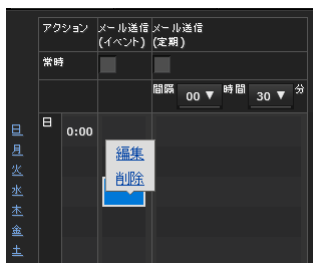 アクション メール送信 メール送信
(イベント) (定期)
常時
間隔 00 ▼ 時間 30 ▼ 分
日 0:00
編集
削除
日
月
火
水
木
金
土